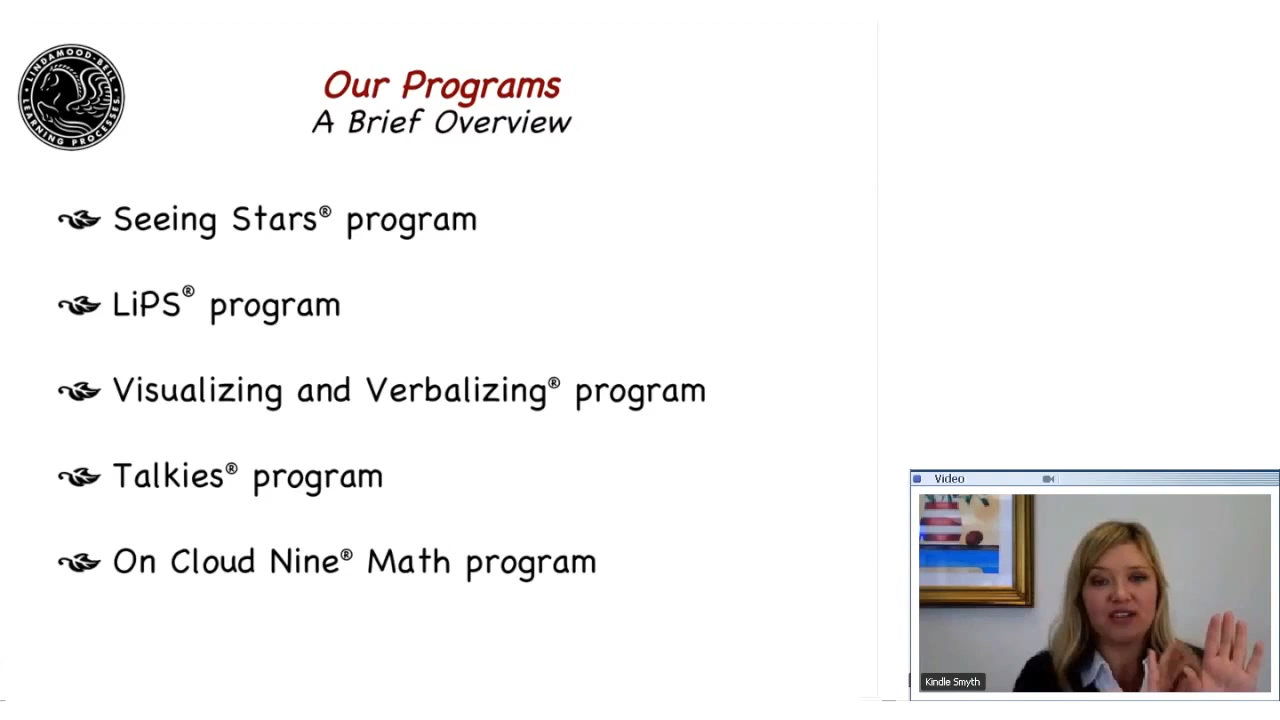 LINDAMOOD-BELL
LEARNING PROCESSES
Our Programs
A Brief Overview
Seeing Stars® program
LiPS® program
Visualizing and Verbalizing® program
Talkies® program
On Cloud Nine® Math program
Video
Kindle Smyth